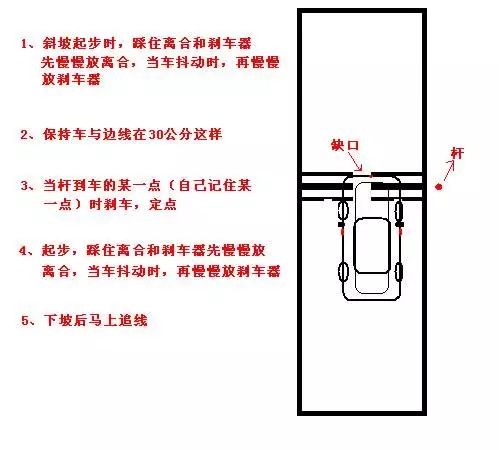 1、斜坡起步时，踩住离合和刹车器
先慢慢放离合，当车抖动时，再慢慢
放刹车器
2、保持车与边线在30公分这样
3、当杆到车的某一点（自己记住某
一点）时刹车，定点
4、起步，踩住离合和刹车器先慢慢放
离合，当车抖动时，再慢慢放刹车器
5、下坡后马上追线
缺口
杆